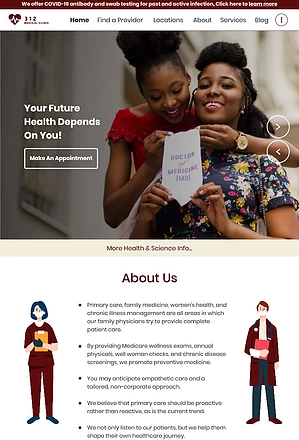 We offer COVID-19 antibody and swab testing for past and active infection, Click here to learn more
312
MEDICAL CLINIC
Home Find a Provider Locations About Services Blog
Your Future
Health Depends
On You!
Make An Appointment
DOCTOR
of
MEDICINE
[MD]
More Health & Science Info...
About Us
Primary care, family medicine, women's health, and
chronic illness management are all areas in which
our family physicians try to provide complete
patient care.
By providing Medicare wellness exams, annual
physicals, well woman checks, and chronic disease
screenings, we promote preventive medicine.
You may anticipate empathetic care and a
tailored, non-corporate approach.
We believe that primary care should be proactive
rather than reactive, as is the current trend.
We not only listen to our patients, but we help them
shape their own healthcare journey.